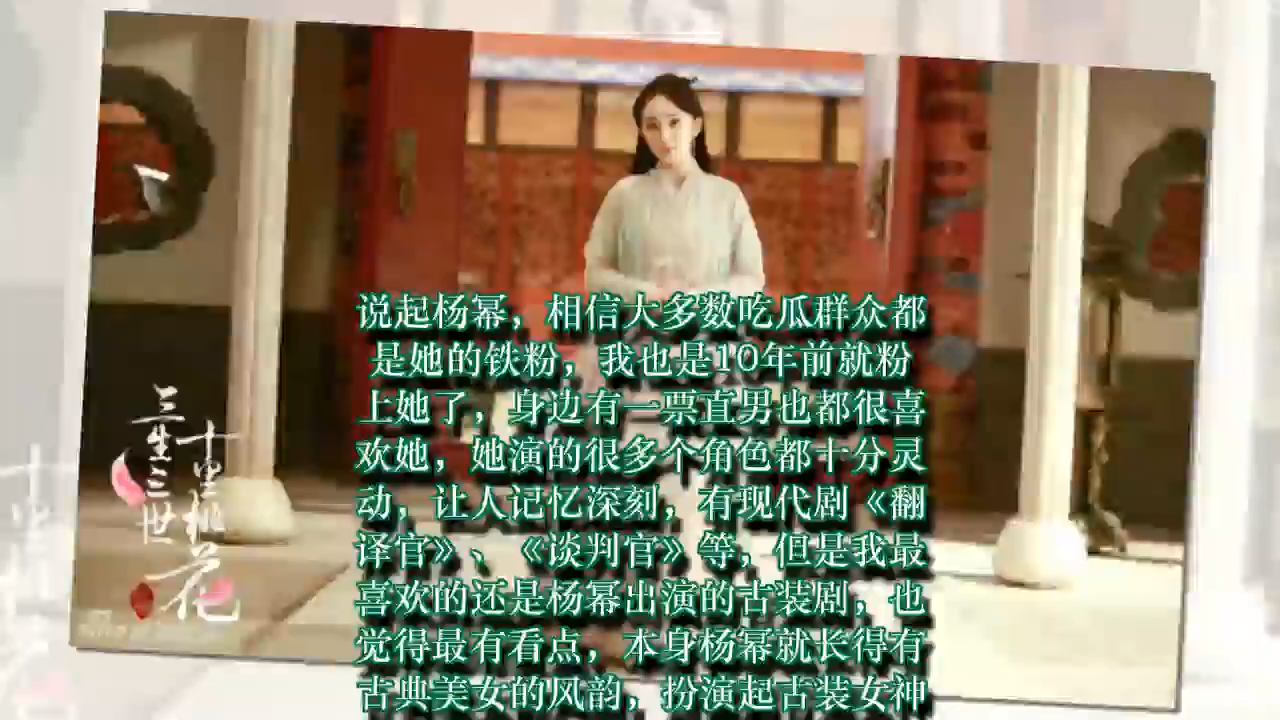 说起杨幂，相信大多数吃瓜群众都
是她的铁粉，我也是10年前就粉
上她了，身边有一票直男也都很喜
欢她，她演的很多个角色都十分灵
动，让人记忆深刻，有现代剧《翻
译官》、《谈判官》等，但是我最
喜欢的还是杨幂出演的古装剧，也
觉得最有看点，本身杨幂就长得有
古典美女的风韵，扮演起古装女神
三生三世
十里桃花